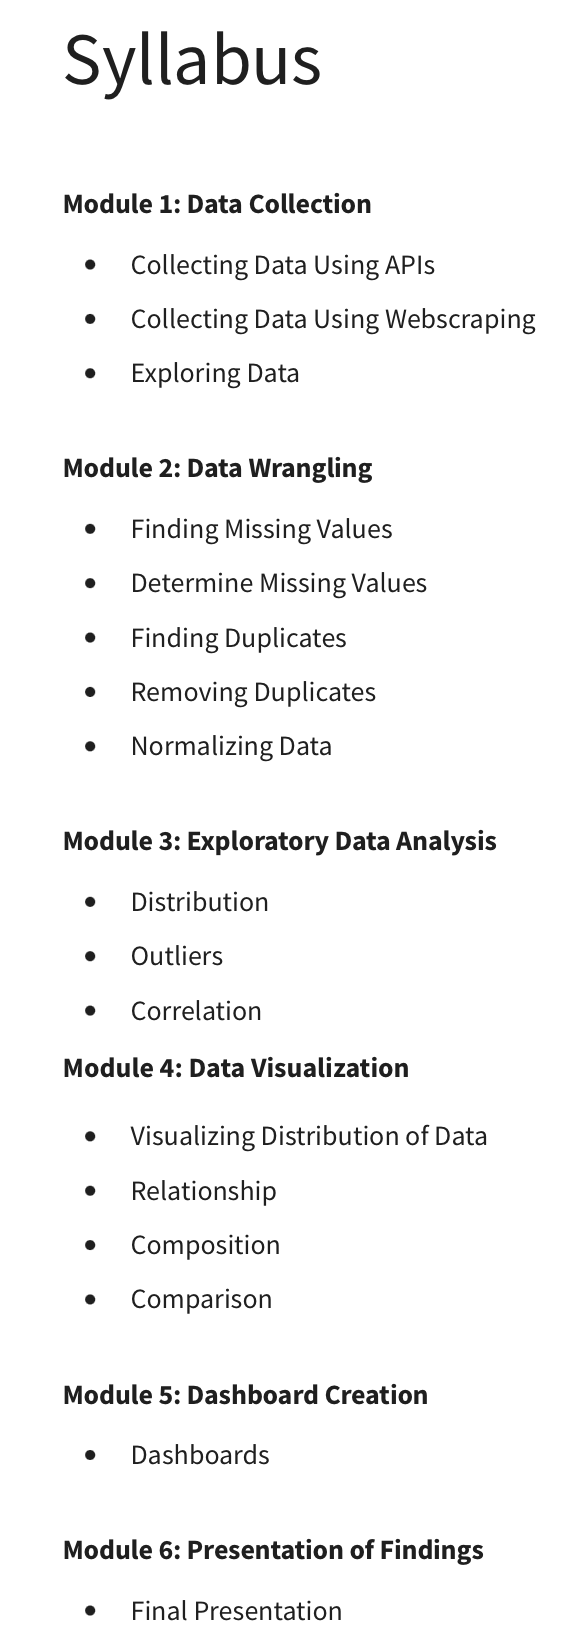 Syllabus
Module 1: Data Collection
• Collecting Data Using APIs
• Collecting Data Using Webscraping
• Exploring Data
Module 2: Data Wrangling
• Finding Missing Values
• Determine Missing Values
• Finding Duplicates
• Removing Duplicates
• Normalizing Data
Module 3: Exploratory Data Analysis
• Distribution
• Outliers
• Correlation
Module 4: Data Visualization
• Visualizing Distribution of Data
• Relationship
• Composition
• Comparison
Module 5: Dashboard Creation
• Dashboards
Module 6: Presentation of Findings
• Final Presentation